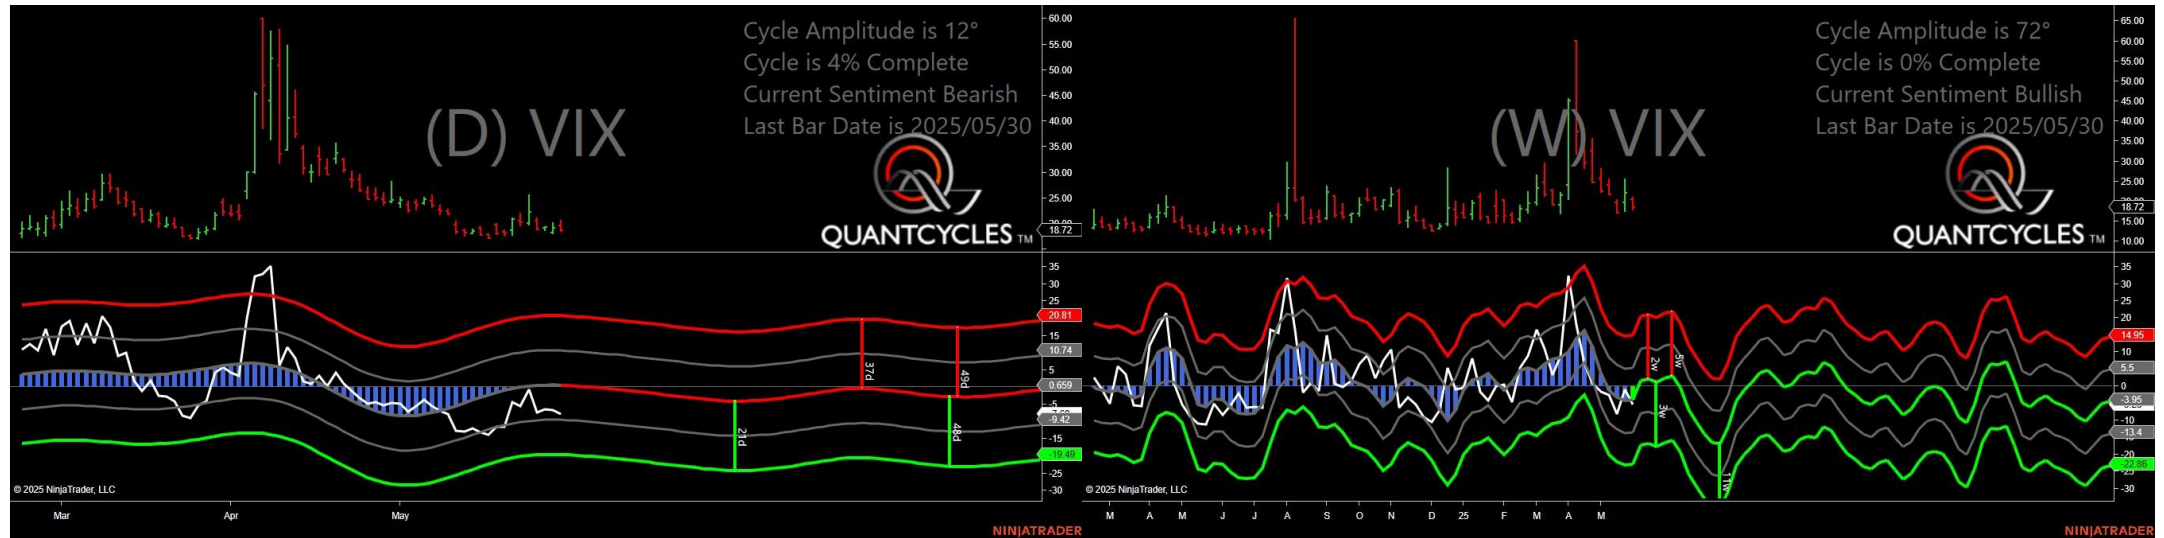 Cycle Amplitude is 12°
Cycle is 4% Complete
Current Sentiment Bearish
Last Bar Date is 2025/05/30
(D) VIX
QUANTCYCLES TM
60.00
55.00
50.00
45.00
40.00
35.00
30.00
25.00
18.72
35
30
25
20.81
15
10.74
5
0.659
-5
-9.42
-15
-19.49
-25
-30
37d
49d
21d
48d
© 2025 NinjaTrader, LLC
Mar
Apr
May
NINJATRADER
Cycle Amplitude is 72°
Cycle is 0% Complete
Current Sentiment Bullish
Last Bar Date is 2025/05/30
(W) VIX
QUANTCYCLES TM
65.00
60.00
55.00
50.00
45.00
40.00
35.00
30.00
25.00
18.72
15.00
10.00
35
30
25
20
14.95
10
5.5
0
-3.95
-10
-13.4
-20
-22.86
-30
2w
5w
3w
11w
© 2025 NinjaTrader, LLC
M A M J J A S O N D 25 F M A M
NINJATRADER